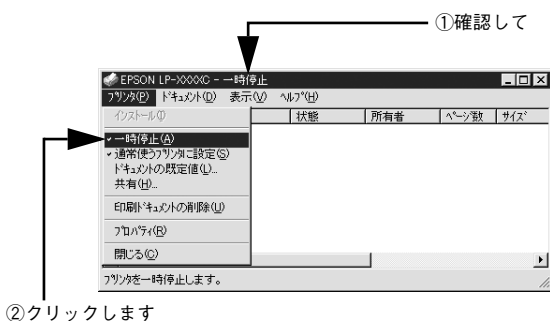 ①確認して
EPSON LP-XXXXC - 一時停止
プリンタ(P) ドキュメント(D) 表示(V) ヘルプ(H)
インストール(I)
状態 所有者 ページ数 サイズ
一時停止(A)
通常使うプリンタに設定(S)
ドキュメントの既定値(L)...
共有(H)...
印刷ドキュメントの削除(U)
プロパティ(R)
閉じる(C)
プリンタを一時停止します。
②クリックします